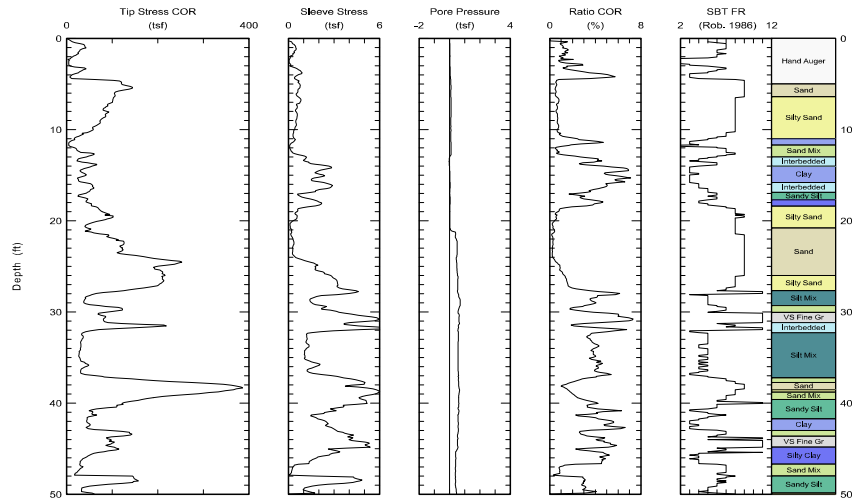 Tip Stress COR Sleeve Stress Pore Pressure Ratio COR SBT FR
(tsf) (tsf) (tsf) (%) (Rob. 1986)
0 400 0 6 -2 4 0 8 2 12
0 0
Hand Auger
Sand
Silty Sand
10 10
Sand Mix
Interbedded
Clay
Interbedded
Sandy Silt
Silty Sand
20 20
Sand
Depth (ft)
Silty Sand
Silt Mix
30 30
VS Fine Gr
Interbedded
Silt Mix
Sand
Sand Mix
40 40
Sandy Silt
Clay
VS Fine Gr
Silty Clay
Sand Mix
Sandy Silt
50 50